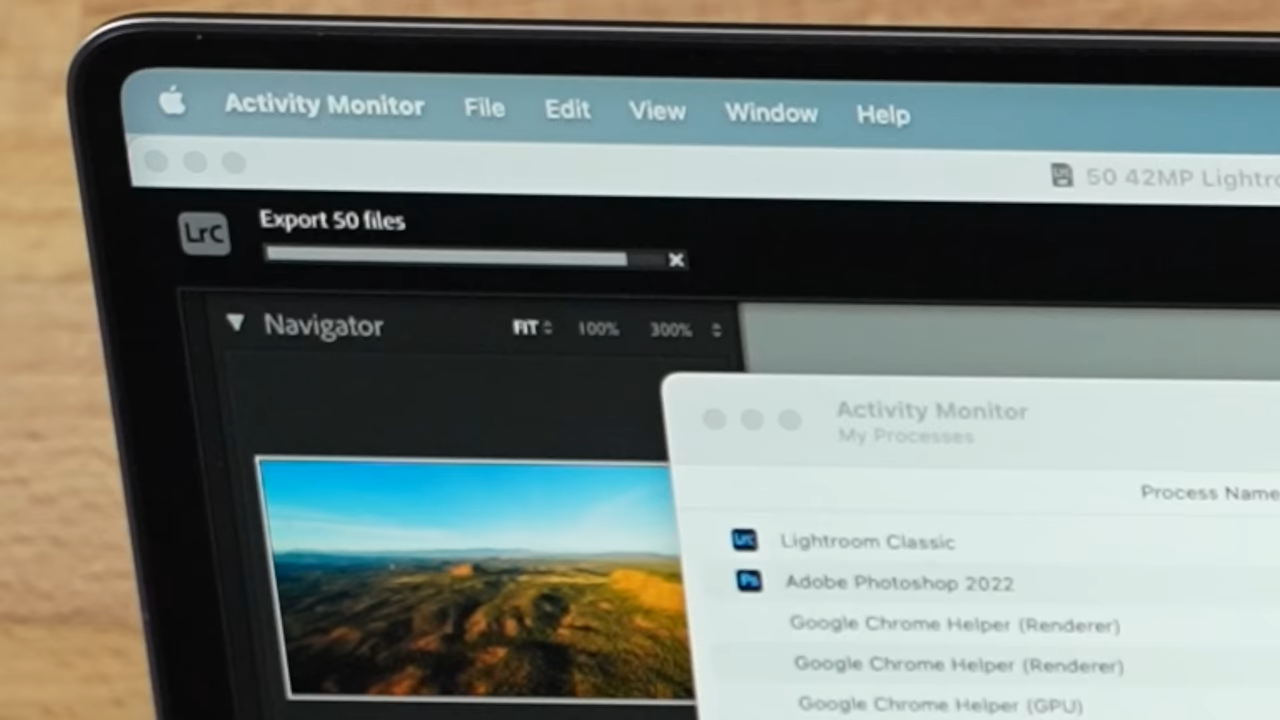 Activity Monitor File Edit View Window Help
50 42MP
LrC Export 50 files
Navigator FIT 100% 300%
Activity Monitor
My Processes
Process Name
Lrc Lightroom Classic
Ps Adobe Photoshop 2022
Google Chrome Helper (Renderer)
Google Chrome Helper (Renderer)
Google Chrome Helper (GPU)